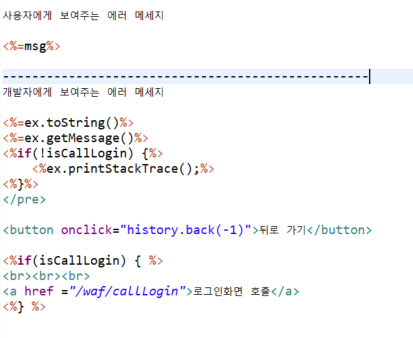 사용자에게 보여주는 에러 메세지
<%=msg%>
--------------------------------------------------
개발자에게 보여주는 에러 메세지
<%=ex.toString()%>
<%=ex.getMessage()%>
<%if(!isCallLogin) {%>
<%ex.printStackTrace();%>
<%}%>
</pre>
<button onclick="history.back(-1)">뒤로 가기</button>
<%if(isCallLogin) { %>
<br><br><br>
<a href ="/waf/callLogin">로그인화면 호출</a>
<%} %>